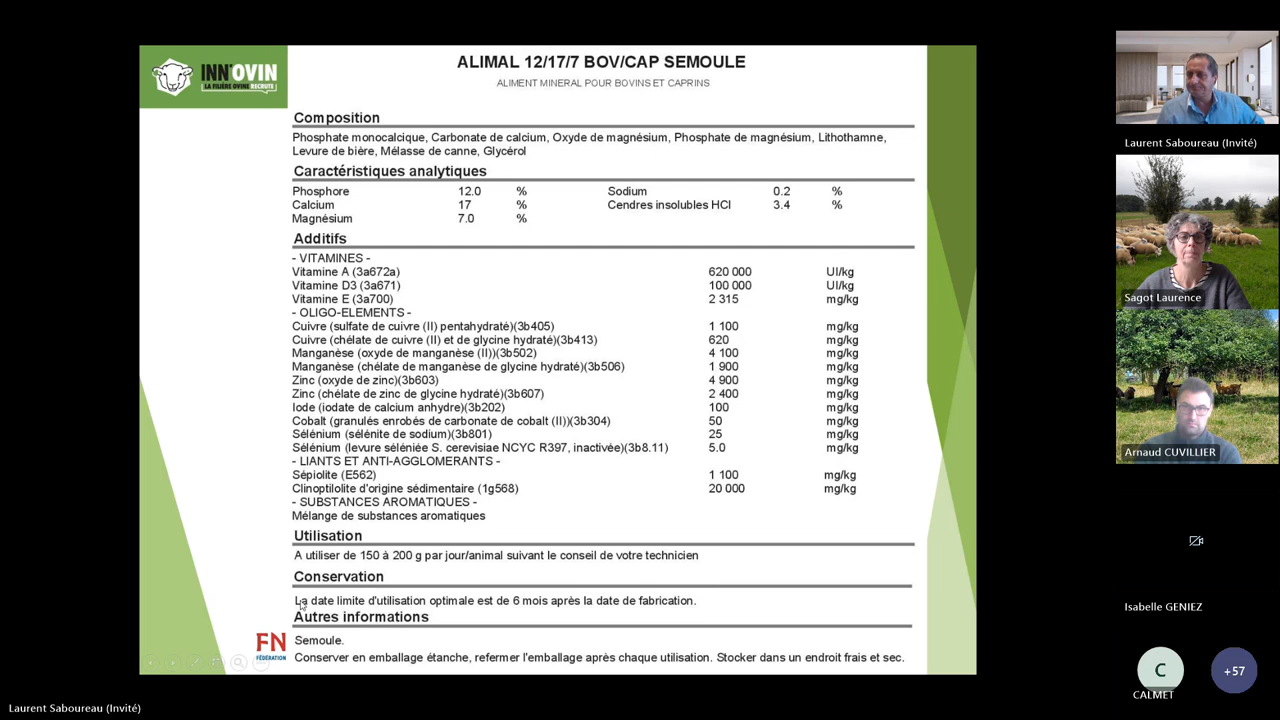 INN'OVIN
LA FILIÈRE OVINE RECRUTE
ALIMAL 12/17/7 BOV/CAP SEMOULE
ALIMENT MINERAL POUR BOVINS ET CAPRINS
Composition
Phosphate monocalcique, Carbonate de calcium, Oxyde de magnésium, Phosphate de magnésium, Lithothamne,
Levure de bière, Mélasse de canne, Glycérol
Caractéristiques analytiques
Phosphore 12.0 % Sodium 0.2 %
Calcium 17 % Cendres insolubles HCl 3.4 %
Magnésium 7.0 %
Additifs
- VITAMINES -
Vitamine A (3a672a) 620 000 UI/kg
Vitamine D3 (3a671) 100 000 UI/kg
Vitamine E (3a700) 2 315 mg/kg
- OLIGO-ELEMENTS -
Cuivre (sulfate de cuivre (II) pentahydraté)(3b405) 1 100 mg/kg
Cuivre (chélate de cuivre (II) et de glycine hydraté)(3b413) 620 mg/kg
Manganèse (oxyde de manganèse (II))(3b502) 4 100 mg/kg
Manganèse (chélate de manganèse de glycine hydraté)(3b506) 1 900 mg/kg
Zinc (oxyde de zinc)(3b603) 4 900 mg/kg
Zinc (chélate de zinc de glycine hydraté)(3b607) 2 400 mg/kg
Iode (iodate de calcium anhydre)(3b202) 100 mg/kg
Cobalt (granulés enrobés de carbonate de cobalt (II))(3b304) 50 mg/kg
Sélénium (sélénite de sodium)(3b801) 25 mg/kg
Sélénium (levure séléniée S. cerevisiae NCYC R397, inactivée)(3b8.11) 5.0 mg/kg
- LIANTS ET ANTI-AGGLOMERANTS -
Sépiolite (E562) 1 100 mg/kg
Clinoptilolite d'origine sédimentaire (1g568) 20 000 mg/kg
- SUBSTANCES AROMATIQUES -
Mélange de substances aromatiques
Utilisation
A utiliser de 150 à 200 g par jour/animal suivant le conseil de votre technicien
Conservation
La date limite d'utilisation optimale est de 6 mois après la date de fabrication.
Autres informations
Semoule.
Conserver en emballage étanche, refermer l'emballage après chaque utilisation. Stocker dans un endroit frais et sec.
FN
FÉDÉRATION
Laurent Saboureau (Invité)
Laurent Saboureau (Invité)
Sagot Laurence
Arnaud CUVILLIER
Isabelle GENIEZ
C
CALMET
+57